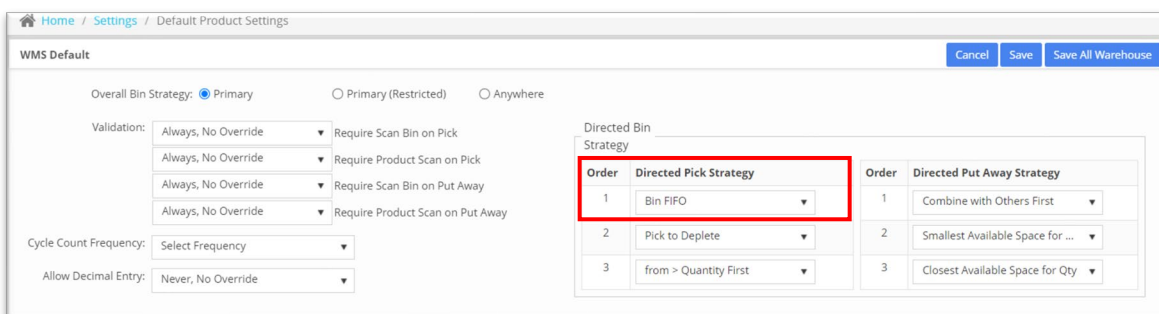 Home / Settings / Default Product Settings
WMS Default
Cancel
Save
Save All Warehouse
Overall Bin Strategy: Primary Primary (Restricted) Anywhere
Validation: Always, No Override Require Scan Bin on Pick
Always, No Override Require Product Scan on Pick
Always, No Override Require Scan Bin on Put Away
Always, No Override Require Product Scan on Put Away
Cycle Count Frequency: Select Frequency
Allow Decimal Entry: Never, No Override
Directed Bin
Strategy
Order Directed Pick Strategy
1 Bin FIFO
2 Pick to Deplete
3 from > Quantity First
Order Directed Put Away Strategy
1 Combine with Others First
2 Smallest Available Space for ...
3 Closest Available Space for Qty